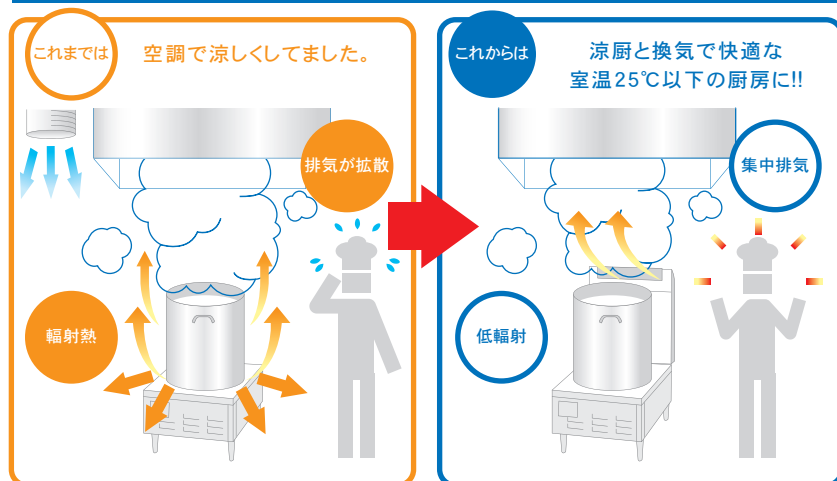 これまでは
空調で涼しくしてました。
排気が拡散
輻射熱
これからは
涼厨と換気で快適な
室温25℃以下の厨房に!!
集中排気
低輻射